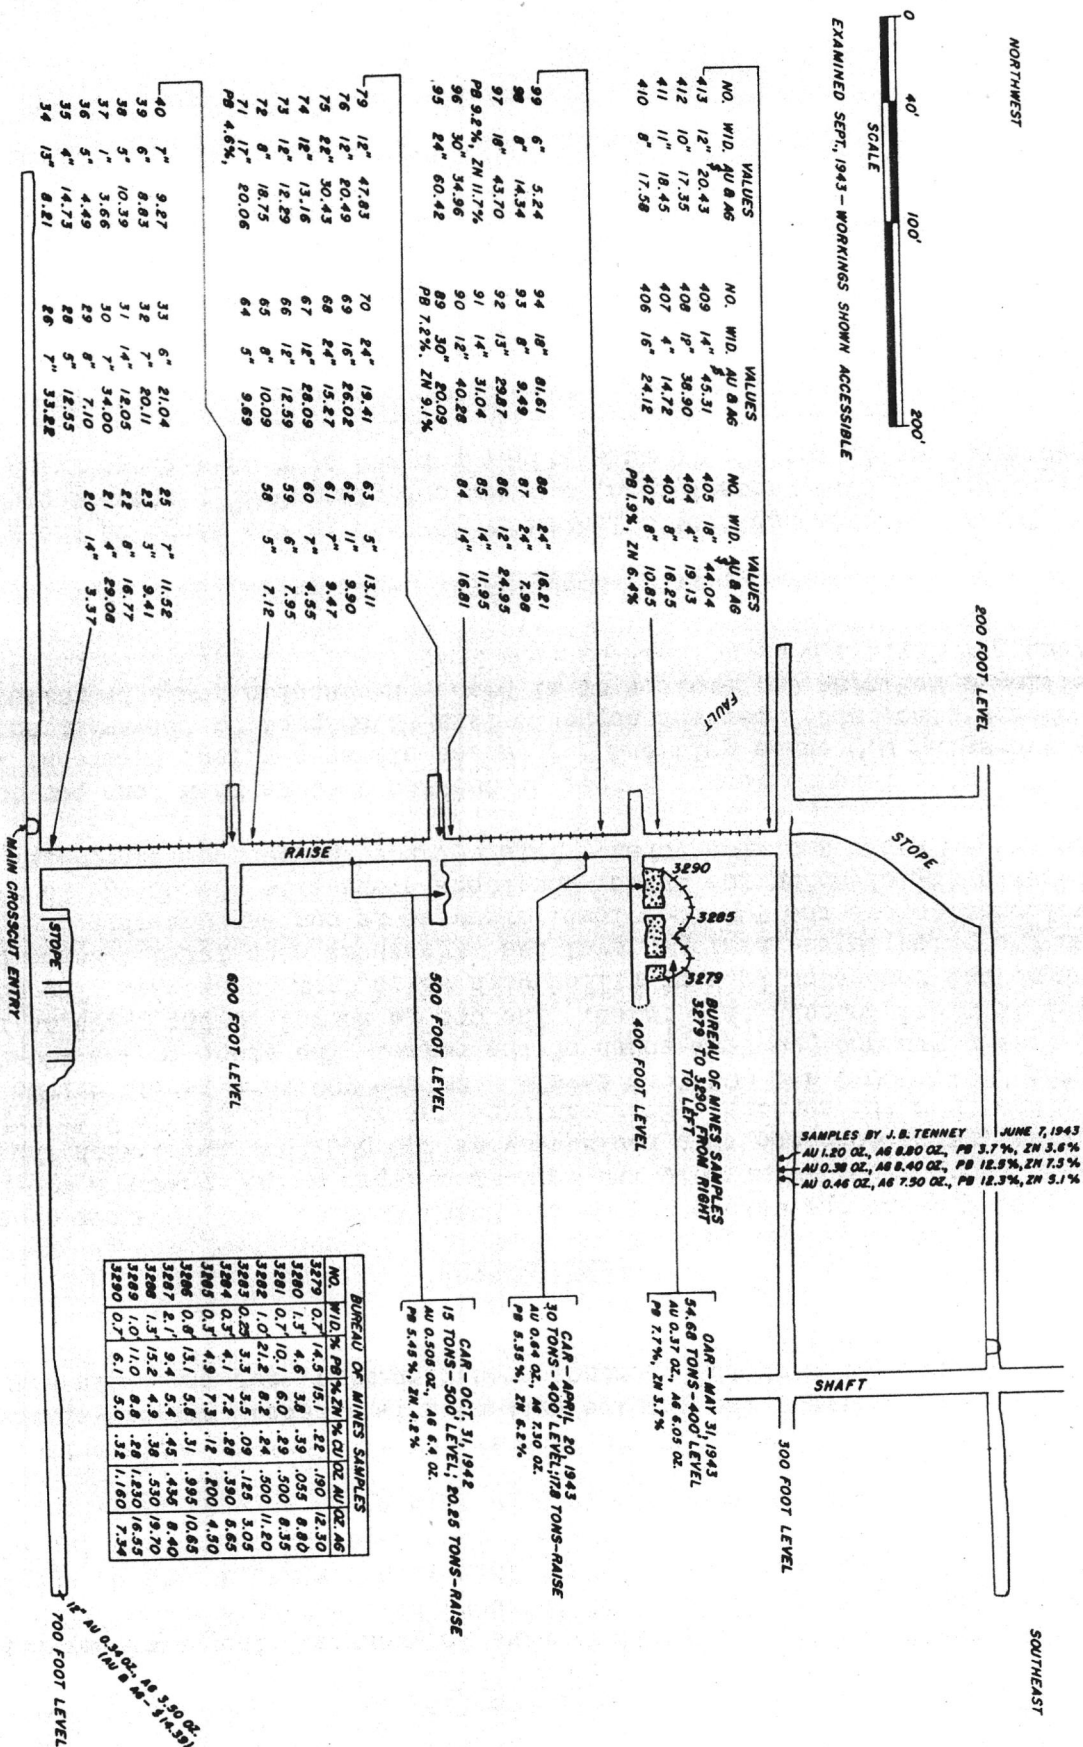 NORTHWEST
SOUTHEAST
0 40' 100' 200'
SCALE
EXAMINED SEPT., 1943 – WORKINGS SHOWN ACCESSIBLE
200 FOOT LEVEL
STOPE
FAULT
SAMPLES BY J.B. TENNEY JUNE 7, 1943
AU 1.20 OZ., AG 8.80 OZ., PB 3.7%, ZN 3.6%
AU 0.38 OZ., AG 8.40 OZ., PB 12.5%, ZN 7.5%
AU 0.46 OZ., AG 7.50 OZ., PB 12.3%, ZN 5.1%
SHAFT
300 FOOT LEVEL
VALUES VALUES VALUES
NO. WID. AU & AG NO. WID. AU & AG NO. WID. AU & AG
$ $ $
413 12" 20.43 409 14" 45.31 405 18" 44.04
412 10" 17.35 408 12" 38.90 404 4" 19.13
411 11" 18.45 407 4" 14.72 403 8" 16.25
410 8" 17.58 406 16" 24.12 402 8" 10.85
PB 1.9%, ZN 6.4%
99 6" 5.24 94 18" 81.61 88 24" 16.21
98 8" 14.34 93 8" 9.49 87 24" 7.98
97 18" 43.70 92 13" 29.87 86 12" 24.95
PB 9.2%, ZN 11.7% 91 14" 31.04 85 14" 11.95
96 30" 34.96 90 12" 40.28 84 14" 16.81
95 24" 60.42 89 30" 20.09
PB 7.2%. ZN 9.1%
79 12" 47.83 70 24" 19.41 63 5" 13.11
76 12" 20.49 69 16" 26.02 62 11" 11.90
75 22" 30.43 68 24" 15.27 61 7" 9.47
74 12" 13.16 67 12" 28.09 60 7" 8.55
73 12" 12.29 66 12" 12.59 59 6" 7.95
72 8" 18.75 65 8" 10.09 58 5" 7.12
71 17" 20.06 64 5" 9.69
PB 4.6%,
40 7" 9.27 33 6" 21.04 25 7" 11.52
39 6" 8.83 32 7" 20.11 23 3" 9.41
38 5" 10.39 31 14" 12.05 22 8" 16.77
37 1" 3.66 30 7" 34.00 21 4" 29.08
36 5" 4.49 29 8" 7.10 20 14" 3.37
35 4" 14.73 28 5" 12.55
34 13" 8.21 26 7" 33.22
3290
3285
3279
BUREAU OF MINES SAMPLES
3279 TO 3290, FROM RIGHT
TO LEFT
400 FOOT LEVEL
RAISE
500 FOOT LEVEL
600 FOOT LEVEL
CAR – MAY 31, 1943
54.68 TONS-400' LEVEL
AU 0.37 OZ., AG 6.05 OZ.
PB 7.7%, ZN 3.7%
CAR – APRIL 20, 1943
30 TONS – 400' LEVEL; 17.8 TONS-RAISE
AU 0.64 OZ., AG 7.30 OZ.
PB 5.35%, ZN 6.2%
CAR – OCT. 31, 1942
15 TONS-500' LEVEL; 20.25 TONS-RAISE
AU 0.505 OZ., AG 6.4 OZ.
PB 5.45% ZN 4.2%
BUREAU OF MINES SAMPLES
NO. WID. % PB % ZN % CU OZ. AU OZ. AG
3279 0.7' 14.5 15.1 .22 .190 12.30
3280 1.3' 4.6 3.8 .39 .055 8.80
3281 0.7' 10.1 6.0 .29 .500 8.35
3282 1.0' 21.2 8.5 .24 .500 11.20
3283 0.25' 3.3 3.5 .09 .125 3.05
3284 0.3' 4.1 7.2 .28 .390 5.65
3285 0.3' 4.9 4.3 .12 .200 4.50
3286 0.8' 13.1 5.8 .31 .995 10.65
3287 2.1' 9.4 5.4 .45 .435 8.40
3288 1.3' 15.2 4.9 .38 .530 19.70
3289 1.0' 11.0 8.8 .28 1.230 16.55
3290 0.7' 6.1 5.0 .32 1.160 7.34
STOPE
MAIN CROSSCUT ENTRY
700 FOOT LEVEL
12" AU 0.34 OZ., AG 3.50 OZ.
(AU & AG – $14.39)